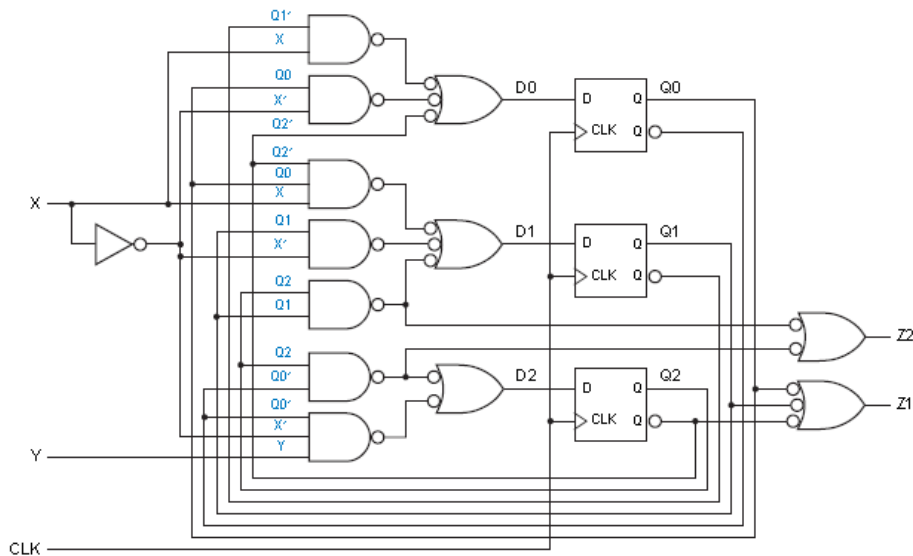 Q1'
X
Q0
X'
Q2'
D0
D Q
CLK Q
Q0
Q2'
Q0
X
X
Q1
X'
D1
D Q
CLK Q
Q1
Q2
Q1
Z2
Q2
Q0'
D2
D Q
CLK Q
Q2
Z1
Q0'
X'
Y
Y
CLK